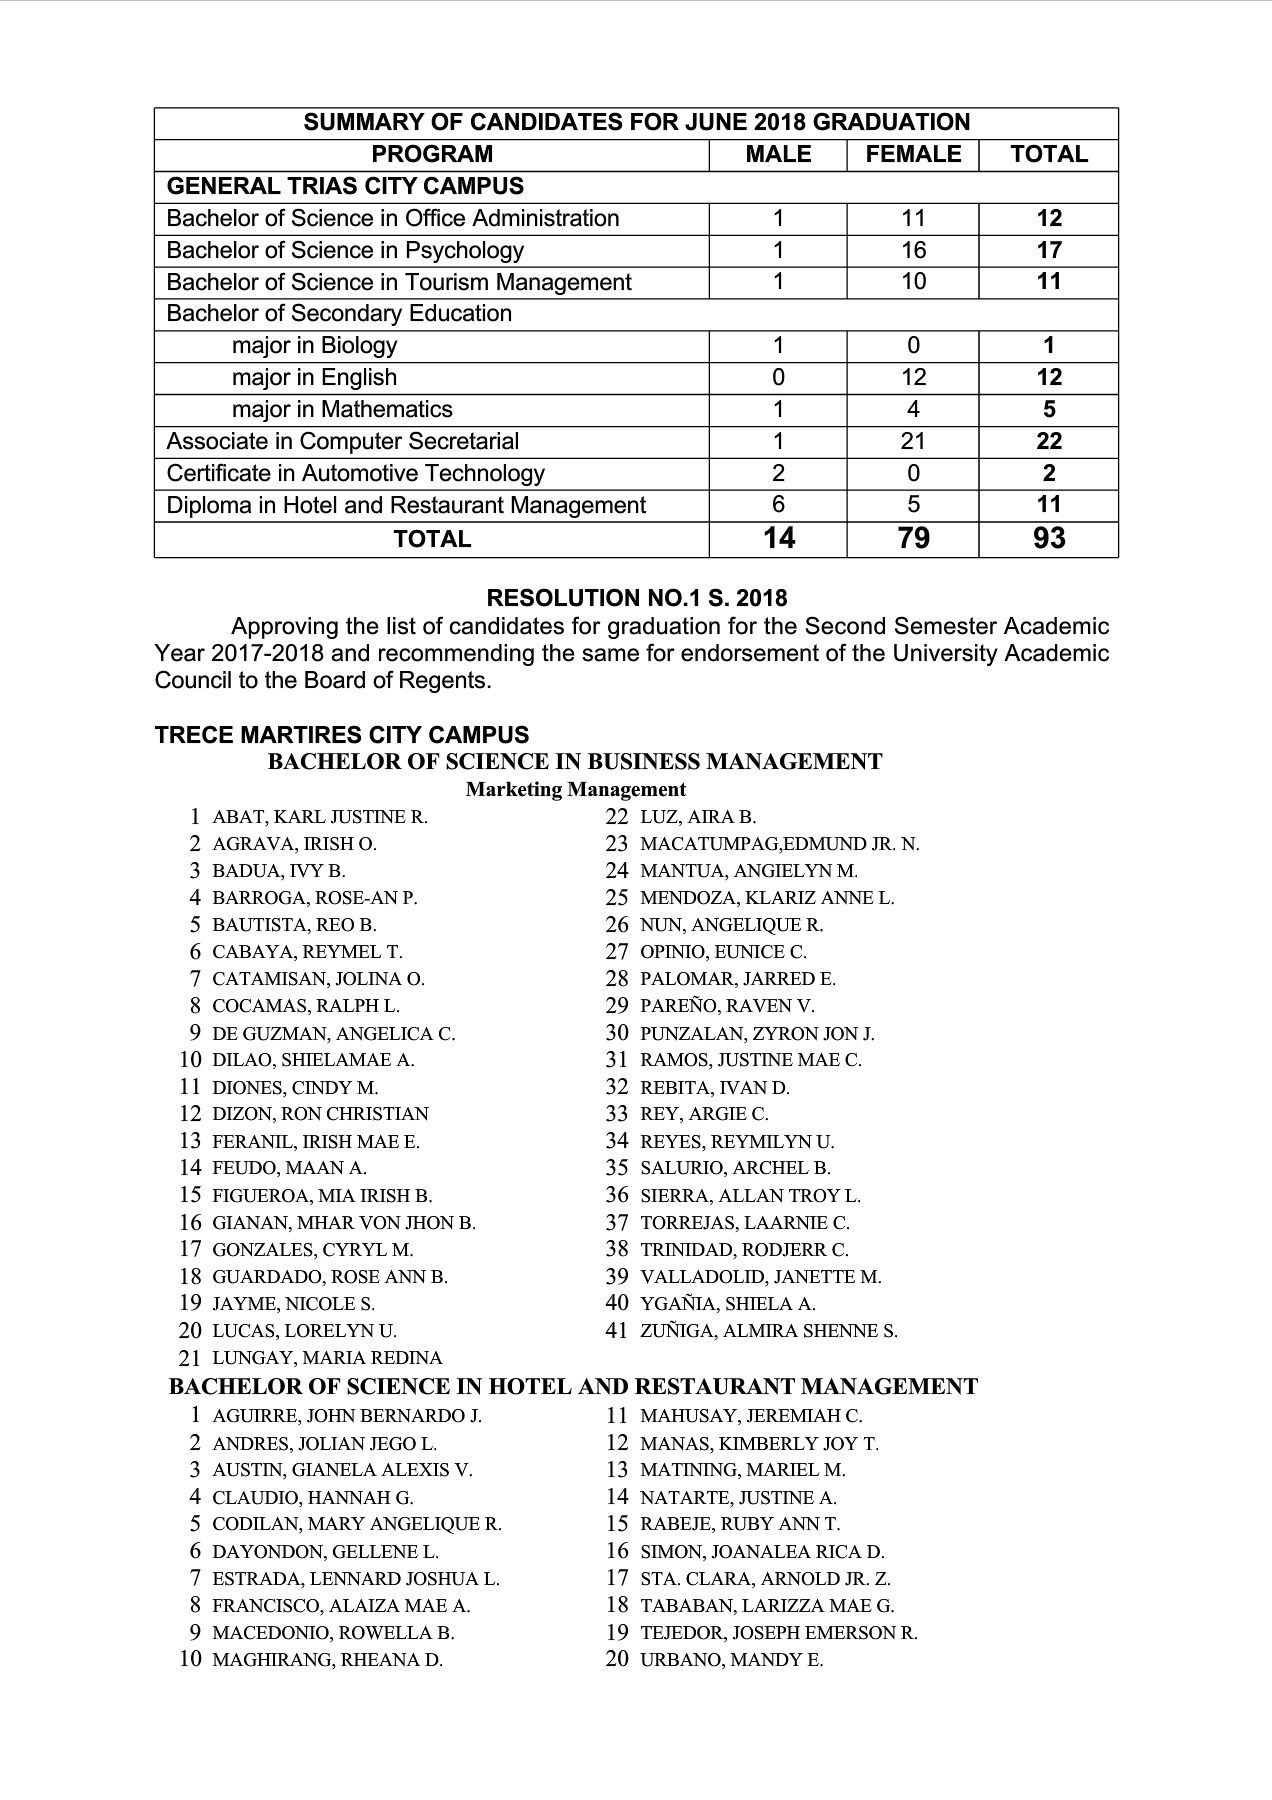 SUMMARY OF CANDIDATES FOR JUNE 2018 GRADUATION
PROGRAM MALE FEMALE TOTAL
GENERAL TRIAS CITY CAMPUS
Bachelor of Science in Office Administration 1 11 12
Bachelor of Science in Psychology 1 16 17
Bachelor of Science in Tourism Management 1 10 11
Bachelor of Secondary Education
major in Biology 1 0 1
major in English 0 12 12
major in Mathematics 1 4 5
Associate in Computer Secretarial 1 21 22
Certificate in Automotive Technology 2 0 2
Diploma in Hotel and Restaurant Management 6 5 11
TOTAL 14 79 93
RESOLUTION NO.1 S. 2018
Approving the list of candidates for graduation for the Second Semester Academic
Year 2017-2018 and recommending the same for endorsement of the University Academic
Council to the Board of Regents.
TRECE MARTIRES CITY CAMPUS
BACHELOR OF SCIENCE IN BUSINESS MANAGEMENT
Marketing Management
1 ABAT, KARL JUSTINE R.
2 AGRAVA, IRISH O.
3 BADUA, IVY B.
4 BARROGA, ROSE-AN P.
5 BAUTISTA, REO B.
6 CABAYA, REYMEL T.
7 CATAMISAN, JOLINA O.
8 COCAMAS, RALPH L.
9 DE GUZMAN, ANGELICA C.
10 DILAO, SHIELAMAE A.
11 DIONES, CINDY M.
12 DIZON, RON CHRISTIAN
13 FERANIL, IRISH MAE E.
14 FEUDO, MAAN A.
15 FIGUEROA, MIA IRISH B.
16 GIANAN, MHAR VON JHON B.
17 GONZALES, CYRYL M.
18 GUARDADO, ROSE ANN B.
19 JAYME, NICOLE S.
20 LUCAS, LORELYN U.
21 LUNGAY, MARIA REDINA
22 LUZ, AIRA B.
23 MACATUMPAG,EDMUND JR. N.
24 MANTUA, ANGIELYN M.
25 MENDOZA, KLARIZ ANNE L.
26 NUN, ANGELIQUE R.
27 OPINIO, EUNICE C.
28 PALOMAR, JARRED E.
29 PAREÑO, RAVEN V.
30 PUNZALAN, ZYRON JON J.
31 RAMOS, JUSTINE MAE C.
32 REBITA, IVAN D.
33 REY, ARGIE C.
34 REYES, REYMILYN U.
35 SALURIO, ARCHEL B.
36 SIERRA, ALLAN TROY L.
37 TORREJAS, LAARNIE C.
38 TRINIDAD, RODJERR C.
39 VALLADOLID, JANETTE M.
40 YGAÑIA, SHIELA A.
41 ZUÑIGA, ALMIRA SHENNE S.
BACHELOR OF SCIENCE IN HOTEL AND RESTAURANT MANAGEMENT
1 AGUIRRE, JOHN BERNARDO J.
2 ANDRES, JOLIAN JEGO L.
3 AUSTIN, GIANELA ALEXIS V.
4 CLAUDIO, HANNAH G.
5 CODILAN, MARY ANGELIQUE R.
6 DAYONDON, GELLENE L.
7 ESTRADA, LENNARD JOSHUA L.
8 FRANCISCO, ALAIZA MAE A.
9 MACEDONIO, ROWELLA B.
10 MAGHIRANG, RHEANA D.
11 MAHUSAY, JEREMIAH C.
12 MANAS, KIMBERLY JOY T.
13 MATINING, MARIEL M.
14 NATARTE, JUSTINE A.
15 RABEJE, RUBY ANN T.
16 SIMON, JOANALEA RICA D.
17 STA. CLARA, ARNOLD JR. Z.
18 TABABAN, LARIZZA MAE G.
19 TEJEDOR, JOSEPH EMERSON R.
20 URBANO, MANDY E.